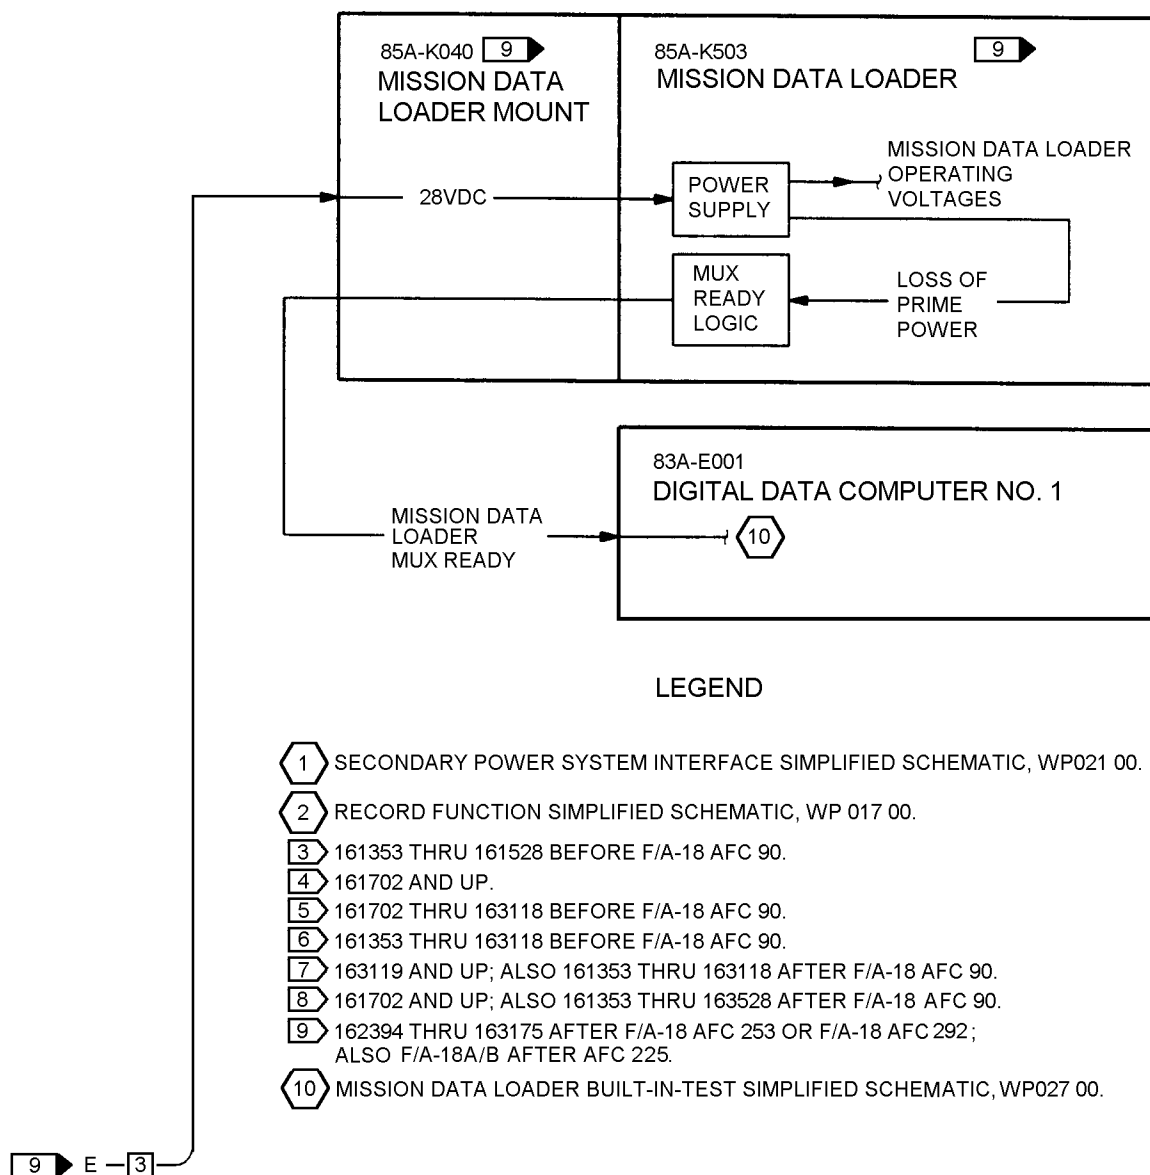 85A-K040 9
MISSION DATA
LOADER MOUNT
85A-K503 9
MISSION DATA LOADER
28VDC
POWER
SUPPLY
MISSION DATA LOADER
OPERATING
VOLTAGES
MUX
READY
LOGIC
LOSS OF
PRIME
POWER
83A-E001
DIGITAL DATA COMPUTER NO. 1
10
MISSION DATA
LOADER
MUX READY
LEGEND
1 SECONDARY POWER SYSTEM INTERFACE SIMPLIFIED SCHEMATIC, WP021 00.
2 RECORD FUNCTION SIMPLIFIED SCHEMATIC, WP 017 00.
3 161353 THRU 161528 BEFORE F/A-18 AFC 90.
4 161702 AND UP.
5 161702 THRU 163118 BEFORE F/A-18 AFC 90.
6 161353 THRU 163118 BEFORE F/A-18 AFC 90.
7 163119 AND UP; ALSO 161353 THRU 163118 AFTER F/A-18 AFC 90.
8 161702 AND UP; ALSO 161353 THRU 163528 AFTER F/A-18 AFC 90.
9 162394 THRU 163175 AFTER F/A-18 AFC 253 OR F/A-18 AFC 292;
ALSO F/A-18A/B AFTER AFC 225.
10 MISSION DATA LOADER BUILT-IN-TEST SIMPLIFIED SCHEMATIC, WP027 00.
9 E 3